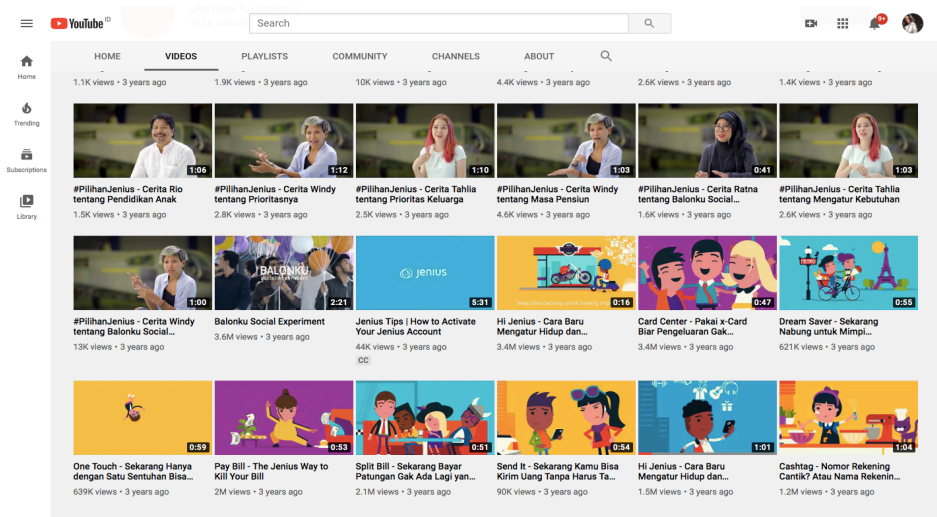 YouTube ID
Search
9+
HOME VIDEOS PLAYLISTS COMMUNITY CHANNELS ABOUT
Home
Trending
Subscriptions
Library
1.1K views • 3 years ago
1.9K views • 3 years ago
10K views • 3 years ago
4.4K views • 3 years ago
2.6K views • 3 years ago
1.4K views • 3 years ago
1:06
#PilihanJenius - Cerita Rio
tentang Pendidikan Anak
1.5K views • 3 years ago
1:12
#PilihanJenius - Cerita Windy
tentang Prioritasnya
2.8K views • 3 years ago
1:10
#PilihanJenius - Cerita Tahlia
tentang Prioritas Keluarga
2.5K views • 3 years ago
1:03
#PilihanJenius - Cerita Windy
tentang Masa Pensiun
4.6K views • 3 years ago
0:41
#PilihanJenius - Cerita Ratna
tentang Balonku Social...
1.6K views • 3 years ago
1:03
#PilihanJenius - Cerita Tahlia
tentang Mengatur Kebutuhan
2.6K views • 3 years ago
1:00
#PilihanJenius - Cerita Windy
tentang Balonku Social...
13K views • 3 years ago
BALONKU
2:21
Balonku Social Experiment
3.6M views • 3 years ago
jenius
5:31
Jenius Tips | How to Activate
Your Jenius Account
44K views • 3 years ago
CC
0:16
Hi Jenius - Cara Baru
Mengatur Hidup dan...
3.4M views • 3 years ago
0:47
Card Center - Pakai x-Card
Biar Pengeluaran Gak...
3.4M views • 3 years ago
0:55
Dream Saver - Sekarang
Nabung untuk Mimpi...
621K views • 3 years ago
0:59
One Touch - Sekarang Hanya
dengan Satu Sentuhan Bisa...
639K views • 3 years ago
0:53
Pay Bill - The Jenius Way to
Kill Your Bill
2M views • 3 years ago
0:51
Split Bill - Sekarang Bayar
Patungan Gak Ada Lagi yan...
2.1M views • 3 years ago
0:54
Send It - Sekarang Kamu Bisa
Kirim Uang Tanpa Harus Ta...
90K views • 3 years ago
1:01
Hi Jenius - Cara Baru
Mengatur Hidup dan...
1.5M views • 3 years ago
1:04
Cashtag - Nomor Rekening
Cantik? Atau Nama Rekenin...
1.2M views • 3 years ago